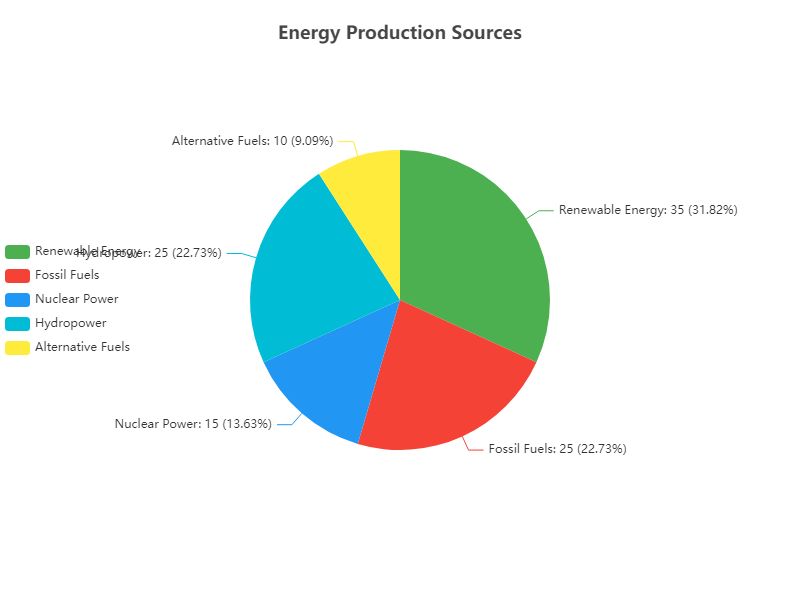 Energy Production Sources
Alternative Fuels: 10 (9.09%)
Renewable Energy: 35 (31.82%)
Hydropower: 25 (22.73%)
Nuclear Power: 15 (13.63%)
Fossil Fuels: 25 (22.73%)
Renewable Energy
Fossil Fuels
Nuclear Power
Hydropower
Alternative Fuels